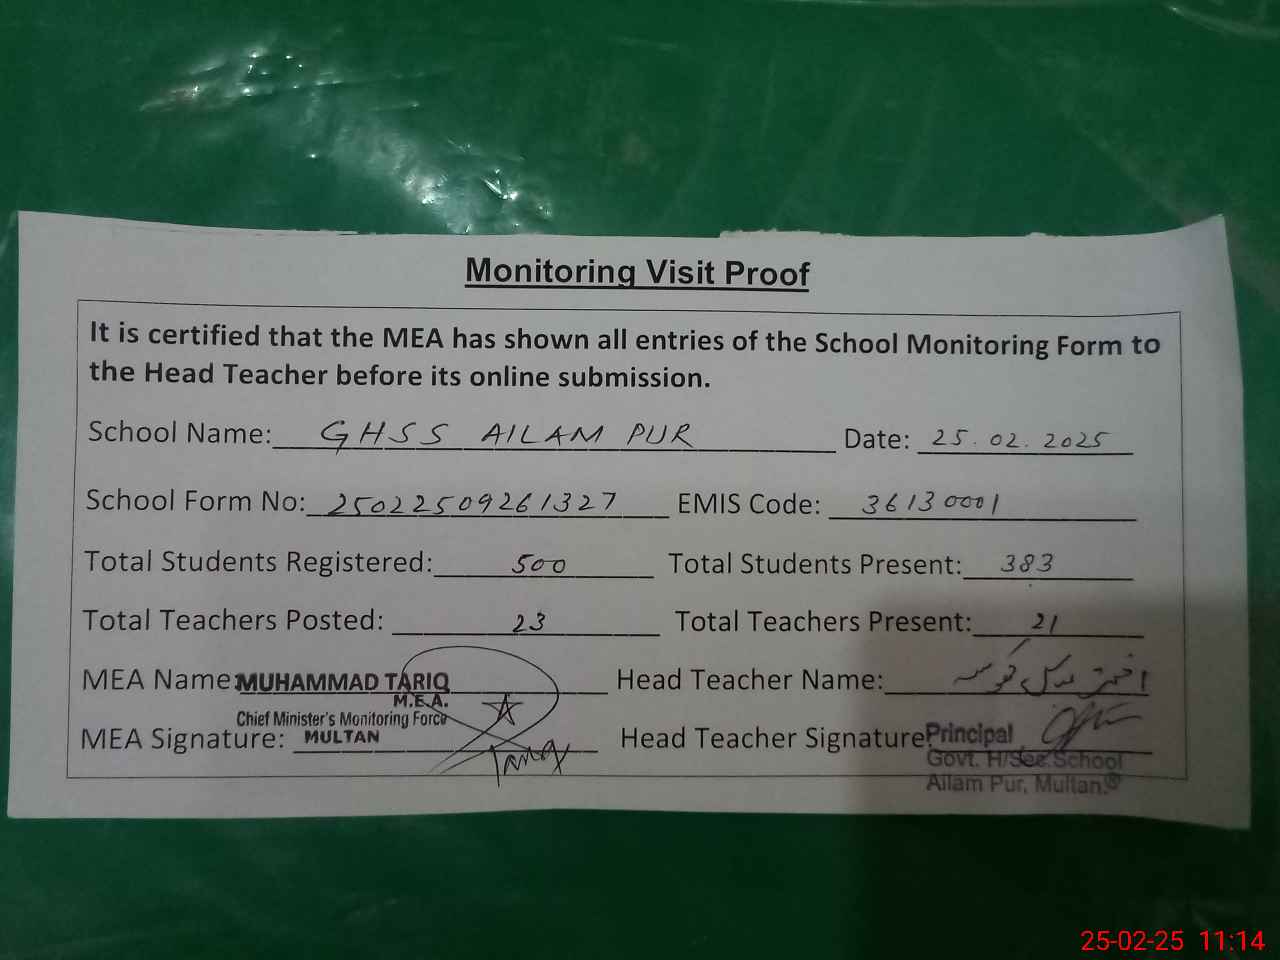 Monitoring Visit Proof
It is certified that the MEA has shown all entries of the School Monitoring Form to
the Head Teacher before its online submission.
School Name: GHSS AILAM PUR Date: 25.02.2025
School Form No: 25022509261327 EMIS Code: 36130001
Total Students Registered: 500 Total Students Present: 383
Total Teachers Posted: 23 Total Teachers Present: 21
MEA Name: MUHAMMAD TARIQ Head Teacher Name:
M.E.A.
Chief Minister's Monitoring Force
MEA Signature: MULTAN Tariq Head Teacher Signature: Principal
Govt. H/Sec. School
Ailam Pur, Multan.
25-02-25 11:14